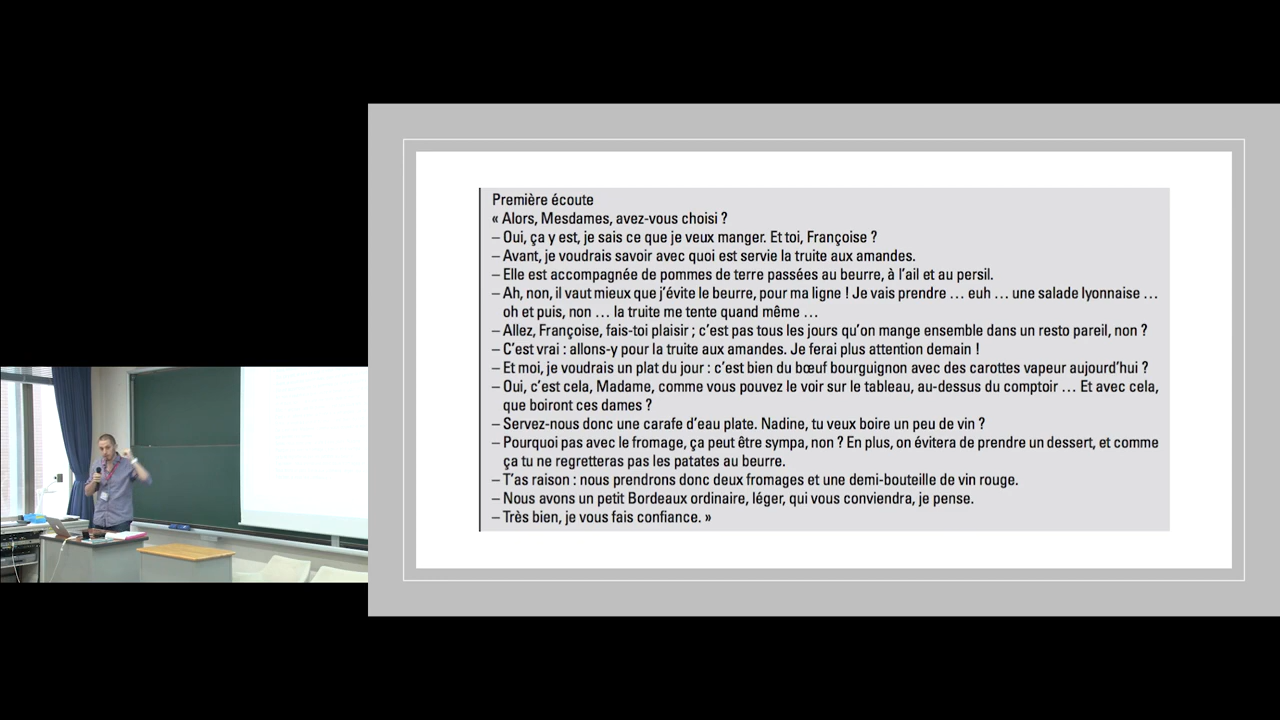 Première écoute
« Alors, Mesdames, avez-vous choisi ?
– Oui, ça y est, je sais ce que je veux manger. Et toi, Françoise ?
– Avant, je voudrais savoir avec quoi est servie la truite aux amandes.
– Elle est accompagnée de pommes de terre passées au beurre, à l’ail et au persil.
– Ah, non, il vaut mieux que j’évite le beurre, pour ma ligne ! Je vais prendre … euh … une salade lyonnaise …
oh et puis, non … la truite me tente quand même …
– Allez, Françoise, fais-toi plaisir ; c’est pas tous les jours qu’on mange ensemble dans un resto pareil, non ?
– C’est vrai : allons-y pour la truite aux amandes. Je ferai plus attention demain !
– Et moi, je voudrais un plat du jour : c’est bien du bœuf bourguignon avec des carottes vapeur aujourd’hui ?
– Oui, c’est cela, Madame, comme vous pouvez le voir sur le tableau, au-dessus du comptoir … Et avec cela,
que boiront ces dames ?
– Servez-nous donc une carafe d’eau plate. Nadine, tu veux boire un peu de vin ?
– Pourquoi pas avec le fromage, ça peut être sympa, non ? En plus, on évitera de prendre un dessert, et comme
ça tu ne regretteras pas les patates au beurre.
– T’as raison : nous prendrons donc deux fromages et une demi-bouteille de vin rouge.
– Nous avons un petit Bordeaux ordinaire, léger, qui vous conviendra, je pense.
– Très bien, je vous fais confiance. »